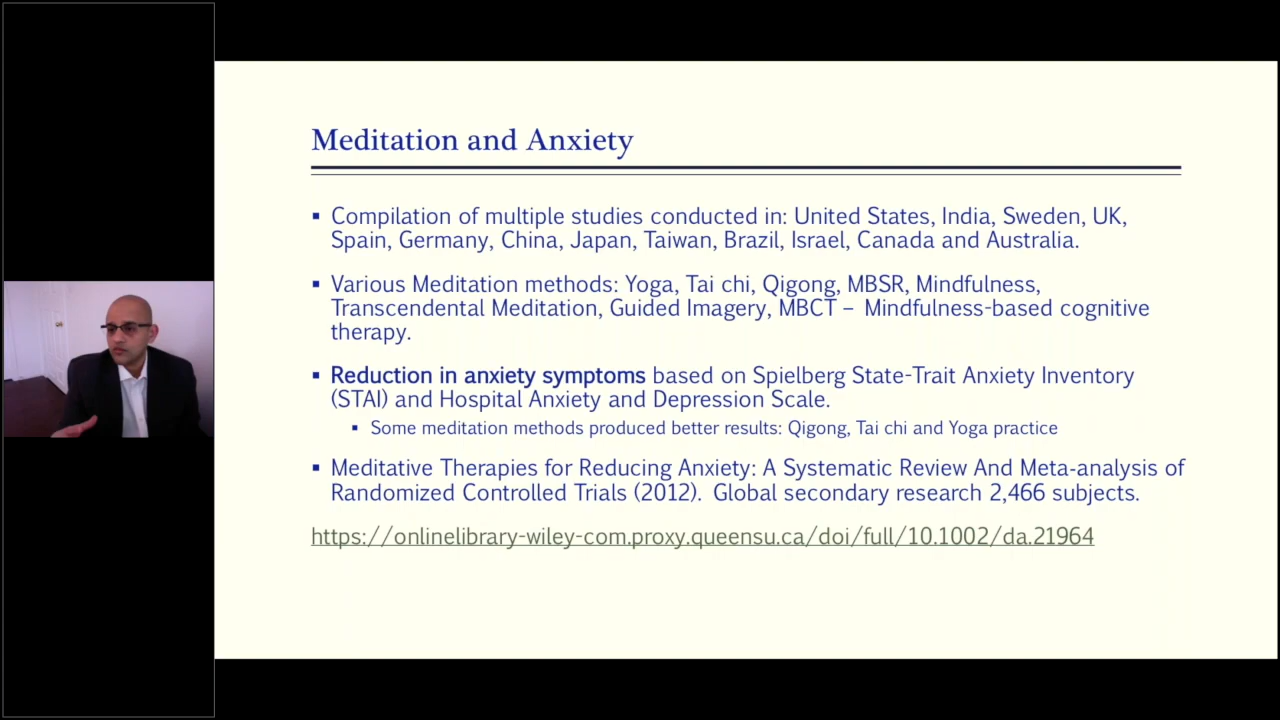 Meditation and Anxiety
▪ Compilation of multiple studies conducted in: United States, India, Sweden, UK,
Spain, Germany, China, Japan, Taiwan, Brazil, Israel, Canada and Australia.
▪ Various Meditation methods: Yoga, Tai chi, Qigong, MBSR, Mindfulness,
Transcendental Meditation, Guided Imagery, MBCT – Mindfulness-based cognitive
therapy.
▪ Reduction in anxiety symptoms based on Spielberg State-Trait Anxiety Inventory
(STAI) and Hospital Anxiety and Depression Scale.
▪ Some meditation methods produced better results: Qigong, Tai chi and Yoga practice
▪ Meditative Therapies for Reducing Anxiety: A Systematic Review And Meta-analysis of
Randomized Controlled Trials (2012). Global secondary research 2,466 subjects.
https://onlinelibrary-wiley-com.proxy.queensu.ca/doi/full/10.1002/da.21964